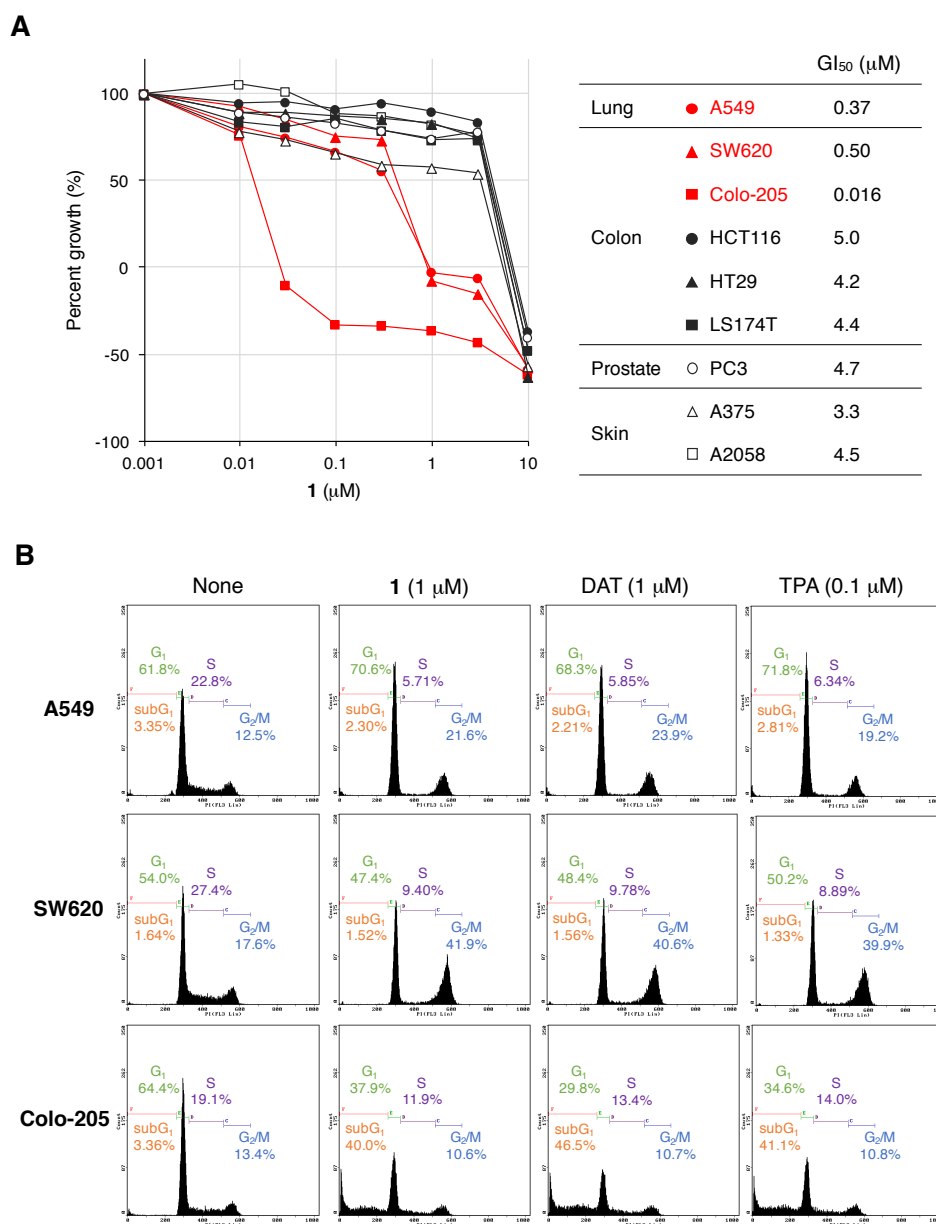 A
GI50 (μM)
Lung A549 0.37
SW620 0.50
Colo-205 0.016
Colon HCT116 5.0
HT29 4.2
LS174T 4.4
Prostate PC3 4.7
Skin A375 3.3
A2058 4.5
Percent growth (%)
100
50
0
-50
-100
0.001 0.01 0.1 1 10
1 (μM)
B
None 1 (1 μM) DAT (1 μM) TPA (0.1 μM)
A549
G1 61.8% S 22.8% subG1 3.35% G2/M 12.5%
G1 70.6% S 5.71% subG1 2.30% G2/M 21.6%
G1 68.3% S 5.85% subG1 2.21% G2/M 23.9%
G1 71.8% S 6.34% subG1 2.81% G2/M 19.2%
SW620
G1 54.0% S 27.4% subG1 1.64% G2/M 17.6%
G1 47.4% S 9.40% subG1 1.52% G2/M 41.9%
G1 48.4% S 9.78% subG1 1.56% G2/M 40.6%
G1 50.2% S 8.89% subG1 1.33% G2/M 39.9%
Colo-205
G1 64.4% S 19.1% subG1 3.36% G2/M 13.4%
G1 37.9% S 11.9% subG1 40.0% G2/M 10.6%
G1 29.8% S 13.4% subG1 46.5% G2/M 10.7%
G1 34.6% S 14.0% subG1 41.1% G2/M 10.8%